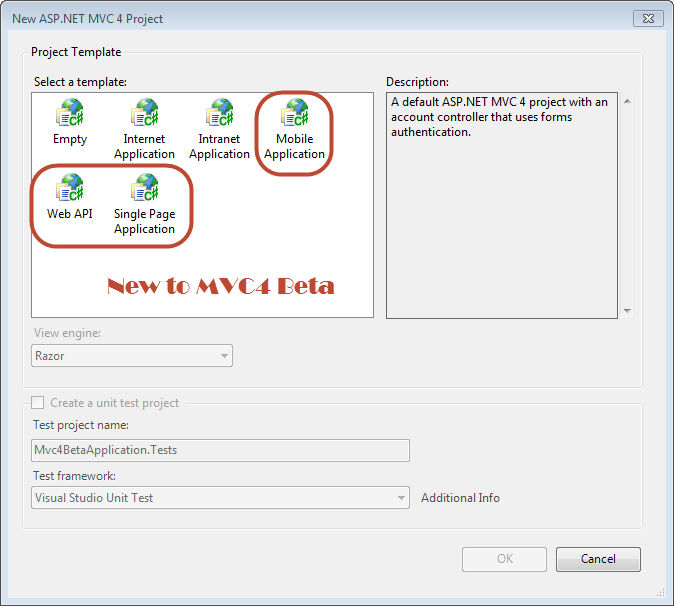 New ASP.NET MVC 4 Project
Project Template
Select a template:
Description:
Empty
Internet
Application
Intranet
Application
Mobile
Application
Web API
Single Page
Application
New to MVC4 Beta
A default ASP.NET MVC 4 project with an
account controller that uses forms
authentication.
View engine:
Razor
Create a unit test project
Test project name:
Mvc4BetaApplication.Tests
Test framework:
Visual Studio Unit Test
Additional Info
OK
Cancel